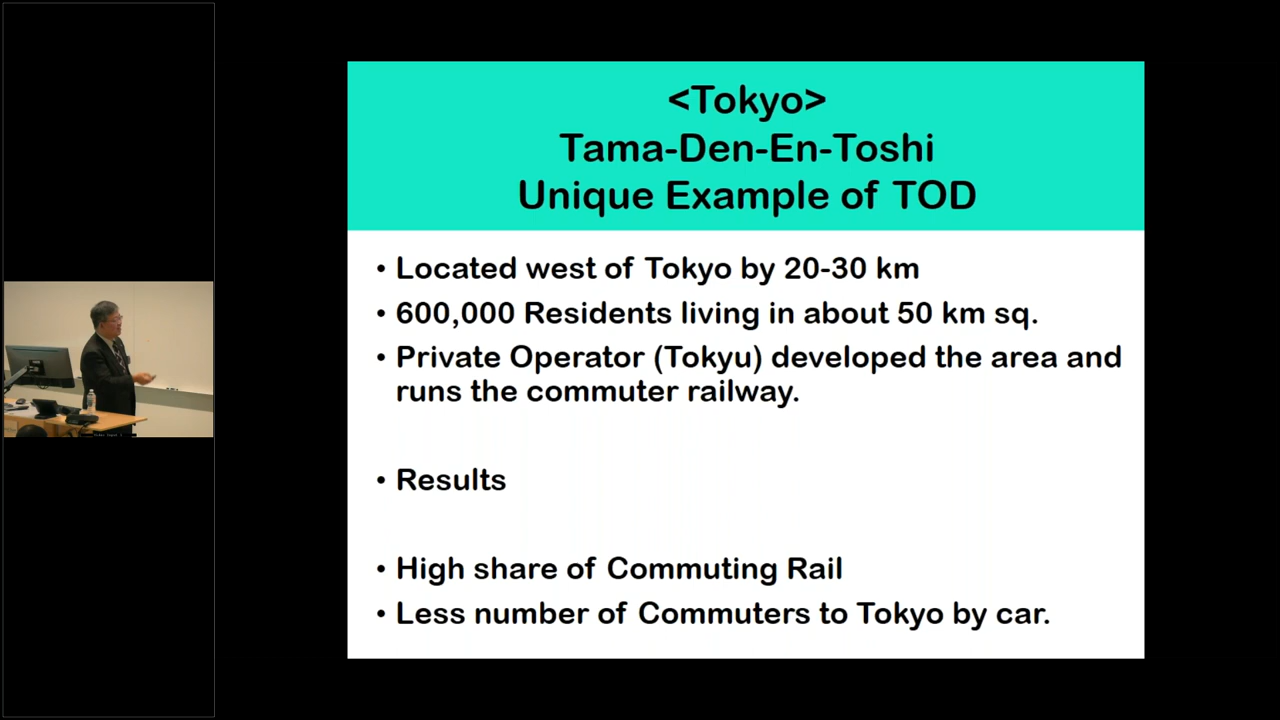 <Tokyo>
Tama-Den-En-Toshi
Unique Example of TOD
• Located west of Tokyo by 20-30 km
• 600,000 Residents living in about 50 km sq.
• Private Operator (Tokyu) developed the area and
runs the commuter railway.
• Results
• High share of Commuting Rail
• Less number of Commuters to Tokyo by car.